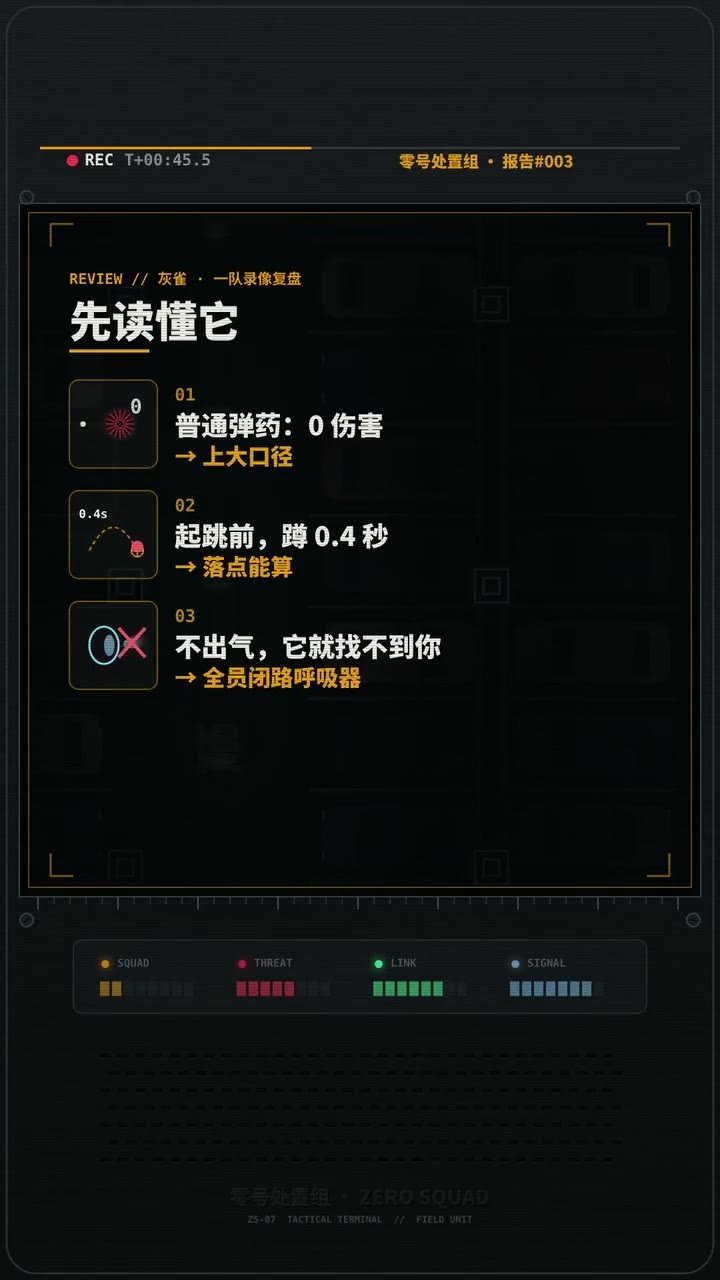 REC T+00:45.5
零号处置组 · 报告#003
REVIEW // 灰雀 · 一队录像复盘
先读懂它
0
01
普通弹药：0 伤害
→ 上大口径
0.4s
02
起跳前，蹲 0.4 秒
→ 落点能算
03
不出气，它就找不到你
→ 全员闭路呼吸器
SQUAD
THREAT
LINK
SIGNAL
零号处置组 · ZERO SQUAD
ZS-07 TACTICAL TERMINAL // FIELD UNIT